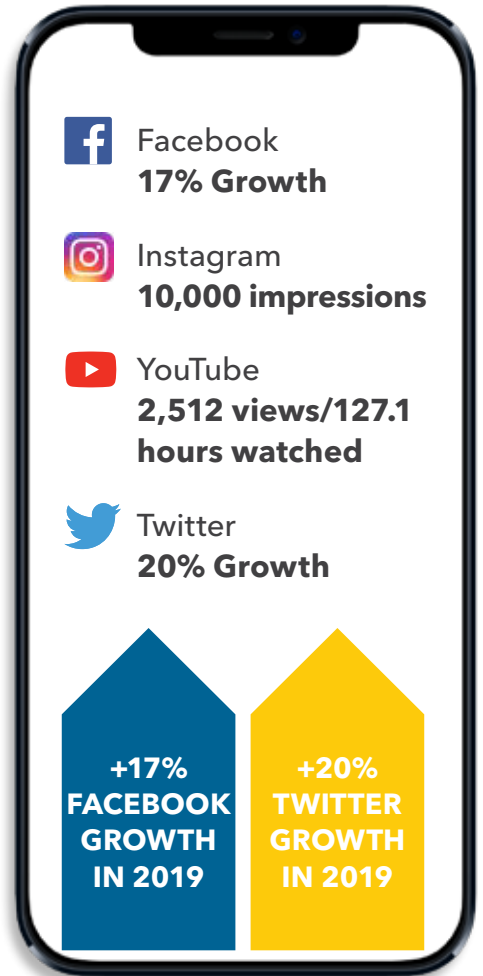 Facebook
17% Growth
Instagram
10,000 impressions
YouTube
2,512 views/127.1
hours watched
Twitter
20% Growth
+17%
FACEBOOK
GROWTH
IN 2019
+20%
TWITTER
GROWTH
IN 2019